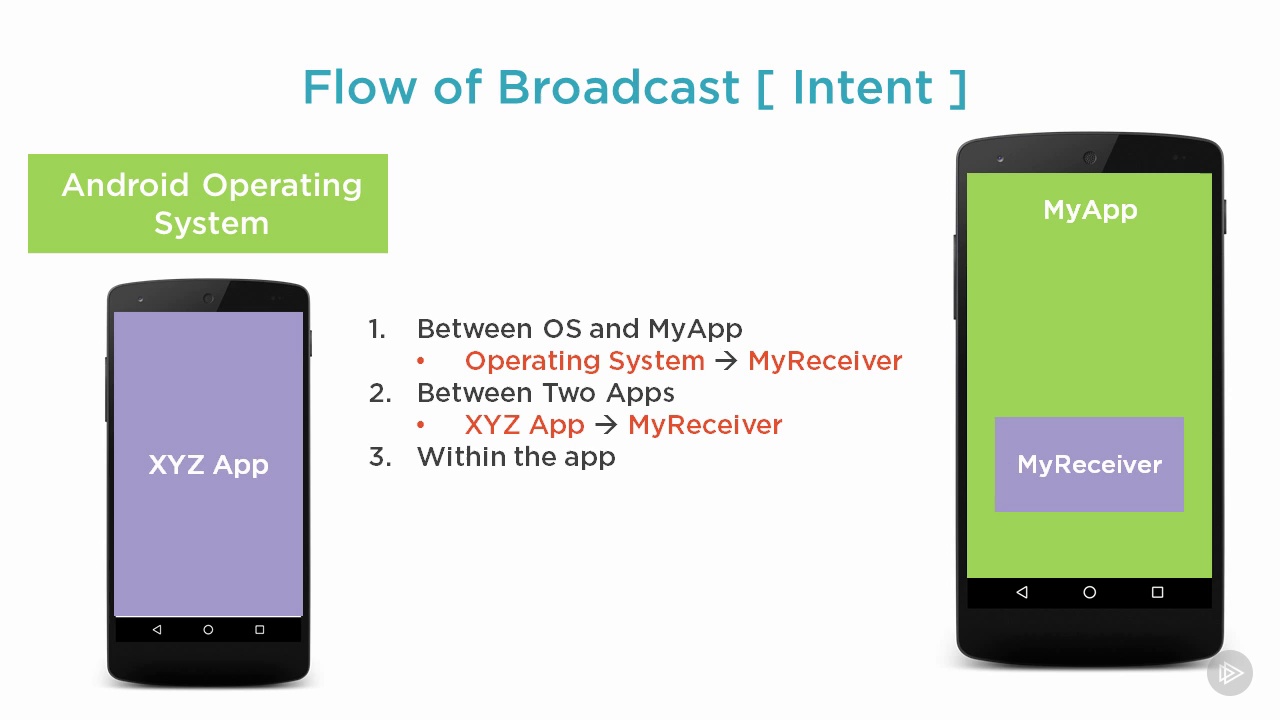 Flow of Broadcast [ Intent ]
Android Operating
System
MyApp
1. Between OS and MyApp
• Operating System → MyReceiver
2. Between Two Apps
• XYZ App → MyReceiver
3. Within the app
XYZ App
MyReceiver